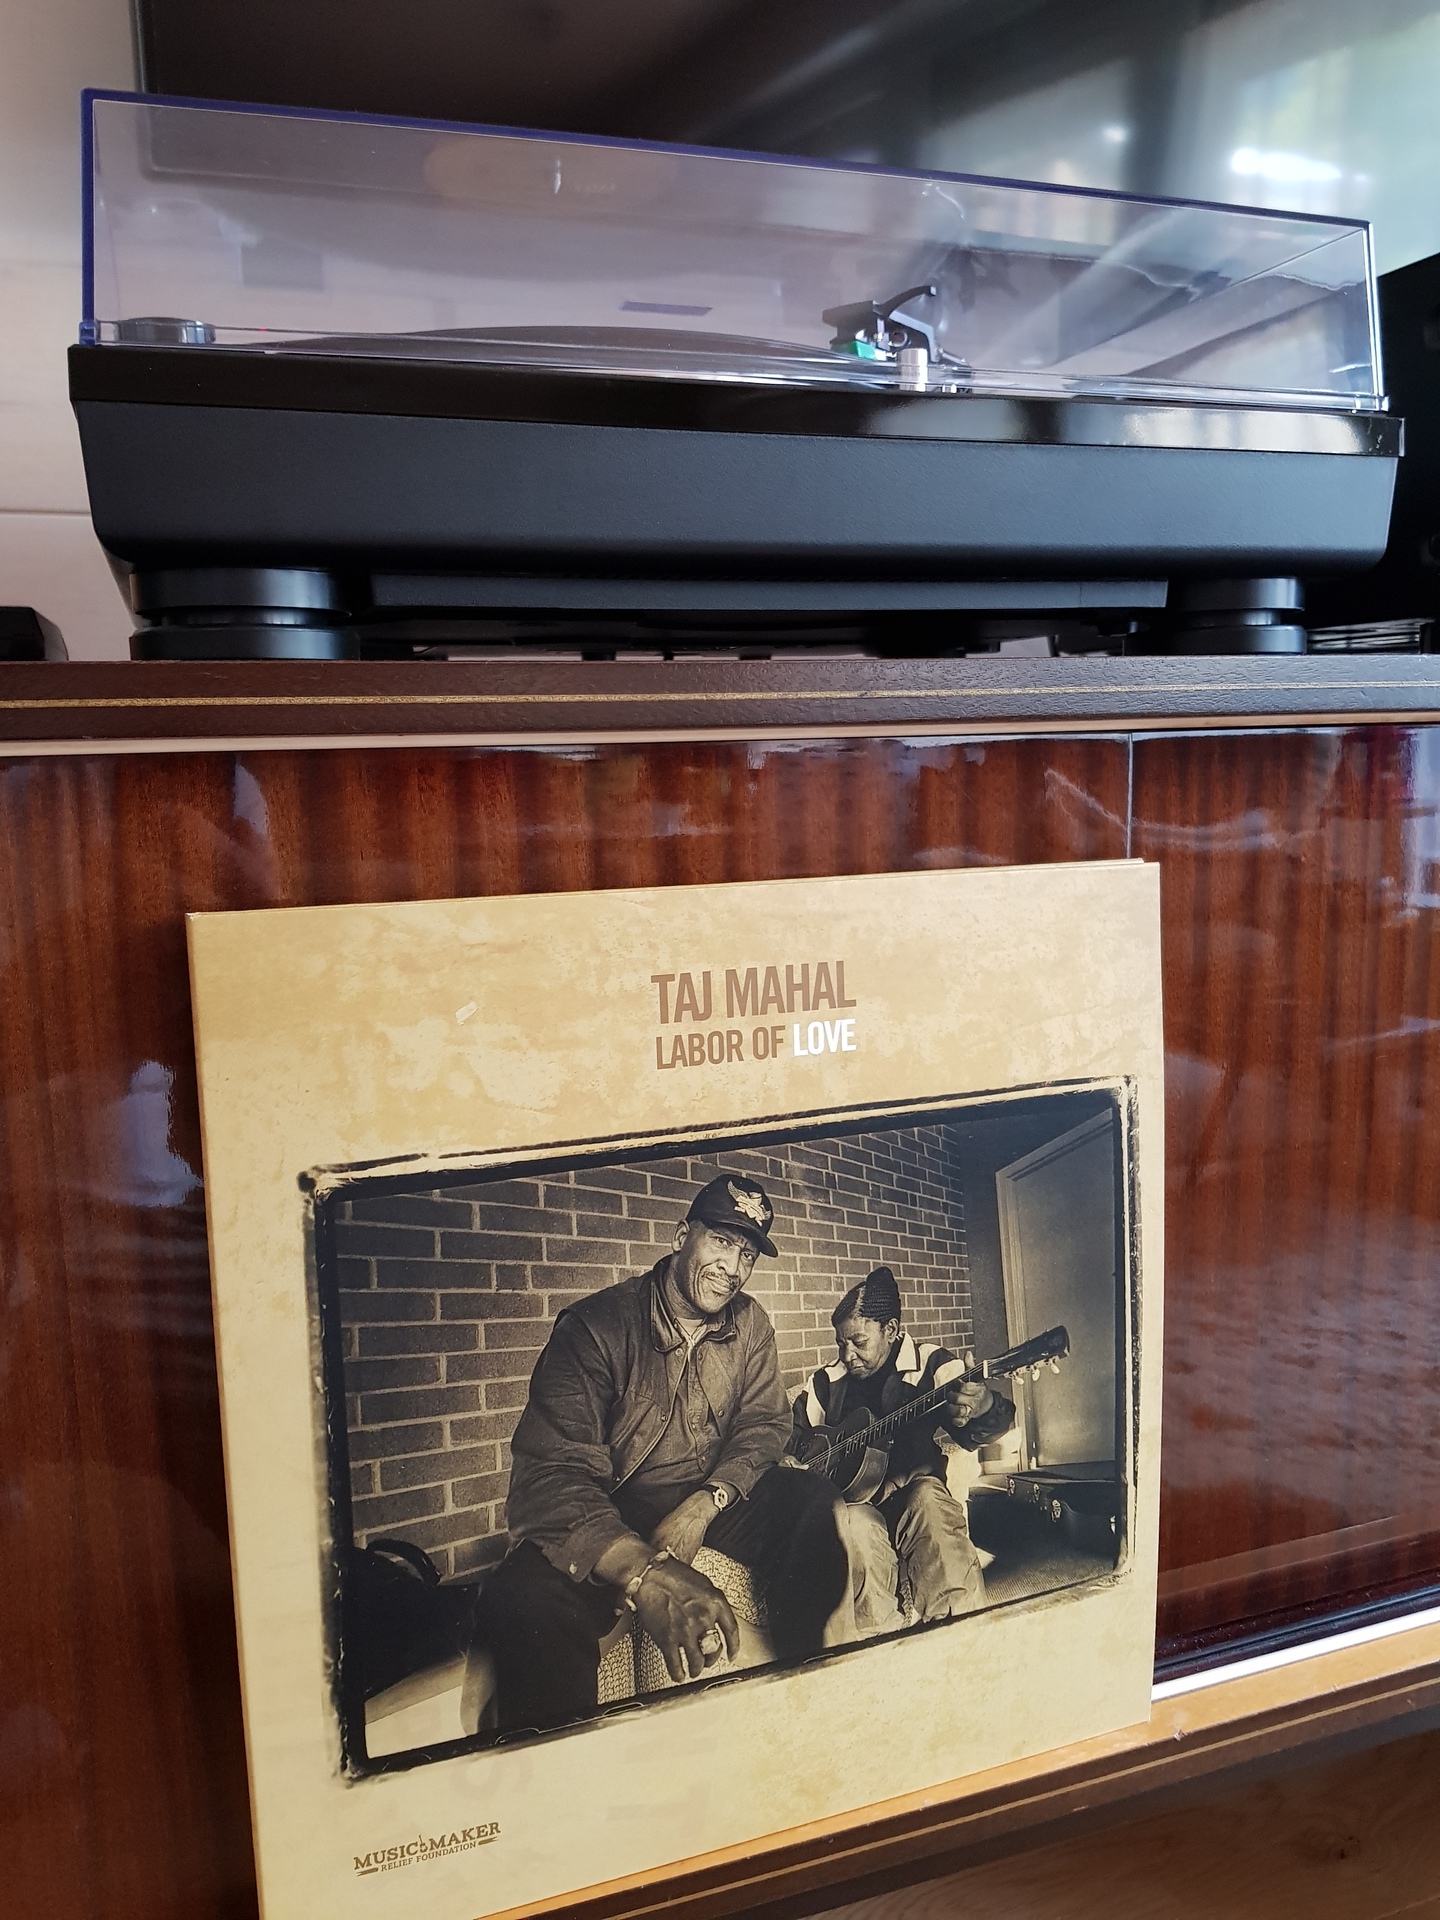 TAJ MAHAL
LABOR OF LOVE
MUSIC MAKER
RELIEF FOUNDATION